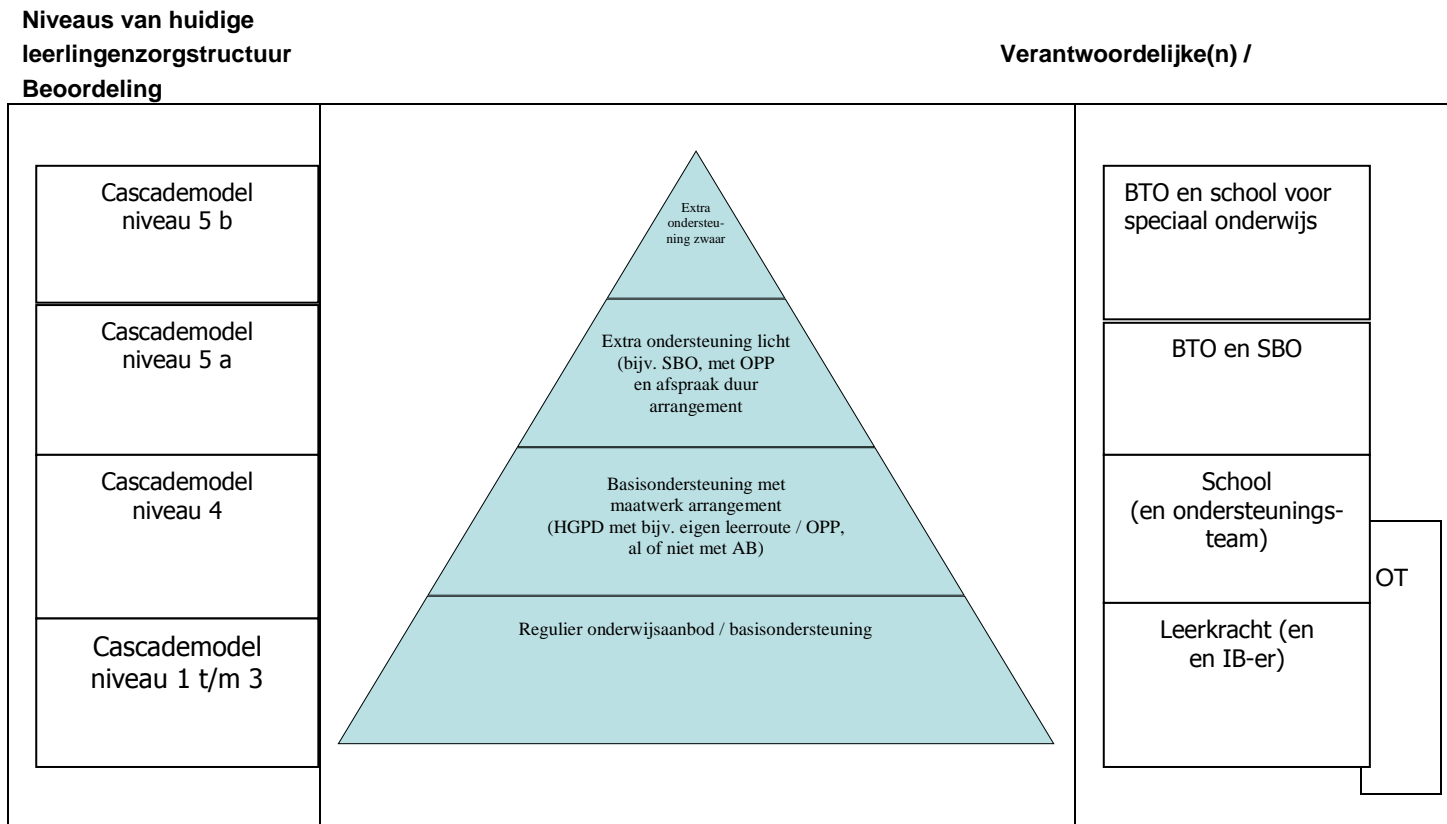 Niveaus van huidige
leerlingenzorgstructuur
Beoordeling
Verantwoordelijke(n) /
Cascademodel
niveau 5 b
Extra
ondersteu-
ning zwaar
BTO en school voor
speciaal onderwijs
Cascademodel
niveau 5 a
Extra ondersteuning licht
(bijv. SBO, met OPP
en afspraak duur
arrangement
BTO en SBO
Cascademodel
niveau 4
Basisondersteuning met
maatwerk arrangement
(HGPD met bijv. eigen leerroute / OPP,
al of niet met AB)
School
(en ondersteunings-
team)
OT
Cascademodel
niveau 1 t/m 3
Regulier onderwijsaanbod / basisondersteuning
Leerkracht (en
en IB-er)